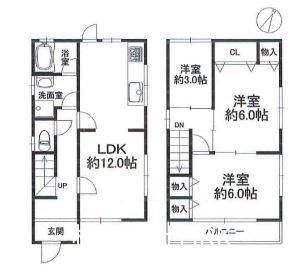 浴室
洗面室
LDK
約12.0帖
UP
玄関
洋室
約3.0帖
CL
物入
洋室
約6.0帖
DN
洋室
約6.0帖
物入
物入
バルコニー